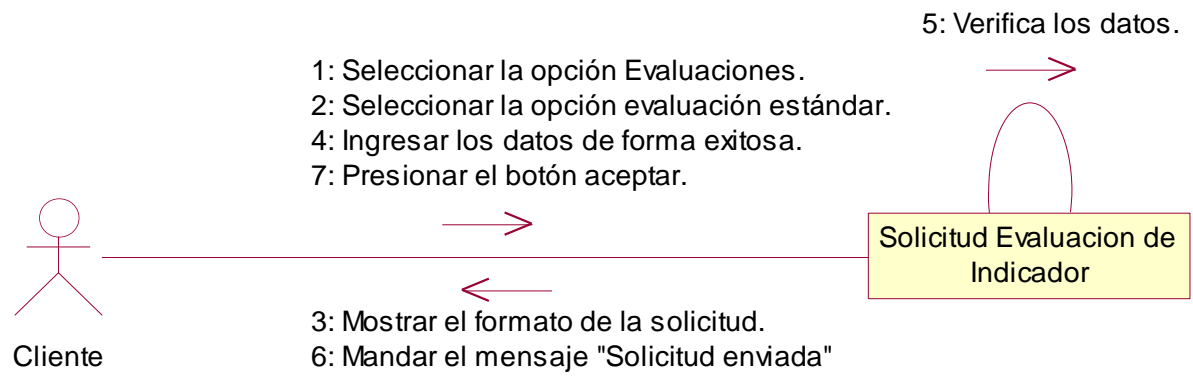 5: Verifica los datos.
1: Seleccionar la opción Evaluaciones.
2: Seleccionar la opción evaluación estándar.
4: Ingresar los datos de forma exitosa.
7: Presionar el botón aceptar.
Solicitud Evaluacion de
Indicador
3: Mostrar el formato de la solicitud.
6: Mandar el mensaje "Solicitud enviada"
Cliente